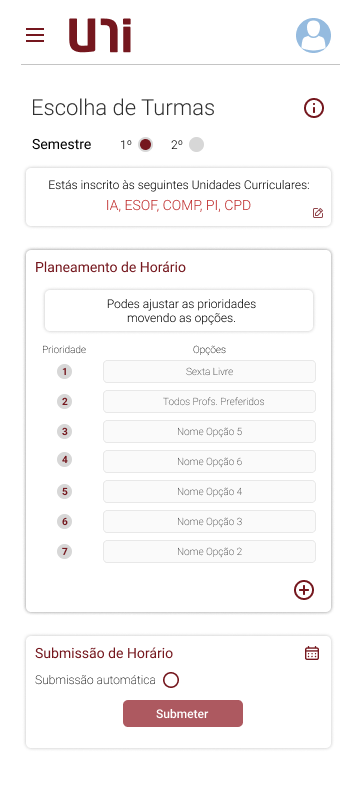 UNI
Escolha de Turmas
Semestre 1º 2º
Estás inscrito às seguintes Unidades Curriculares:
IA, ESOF, COMP, PI, CPD
Planeamento de Horário
Podes ajustar as prioridades
movendo as opções.
Prioridade Opções
1 Sexta Livre
2 Todos Profs. Preferidos
3 Nome Opção 5
4 Nome Opção 6
5 Nome Opção 4
6 Nome Opção 3
7 Nome Opção 2
Submissão de Horário
Submissão automática
Submeter